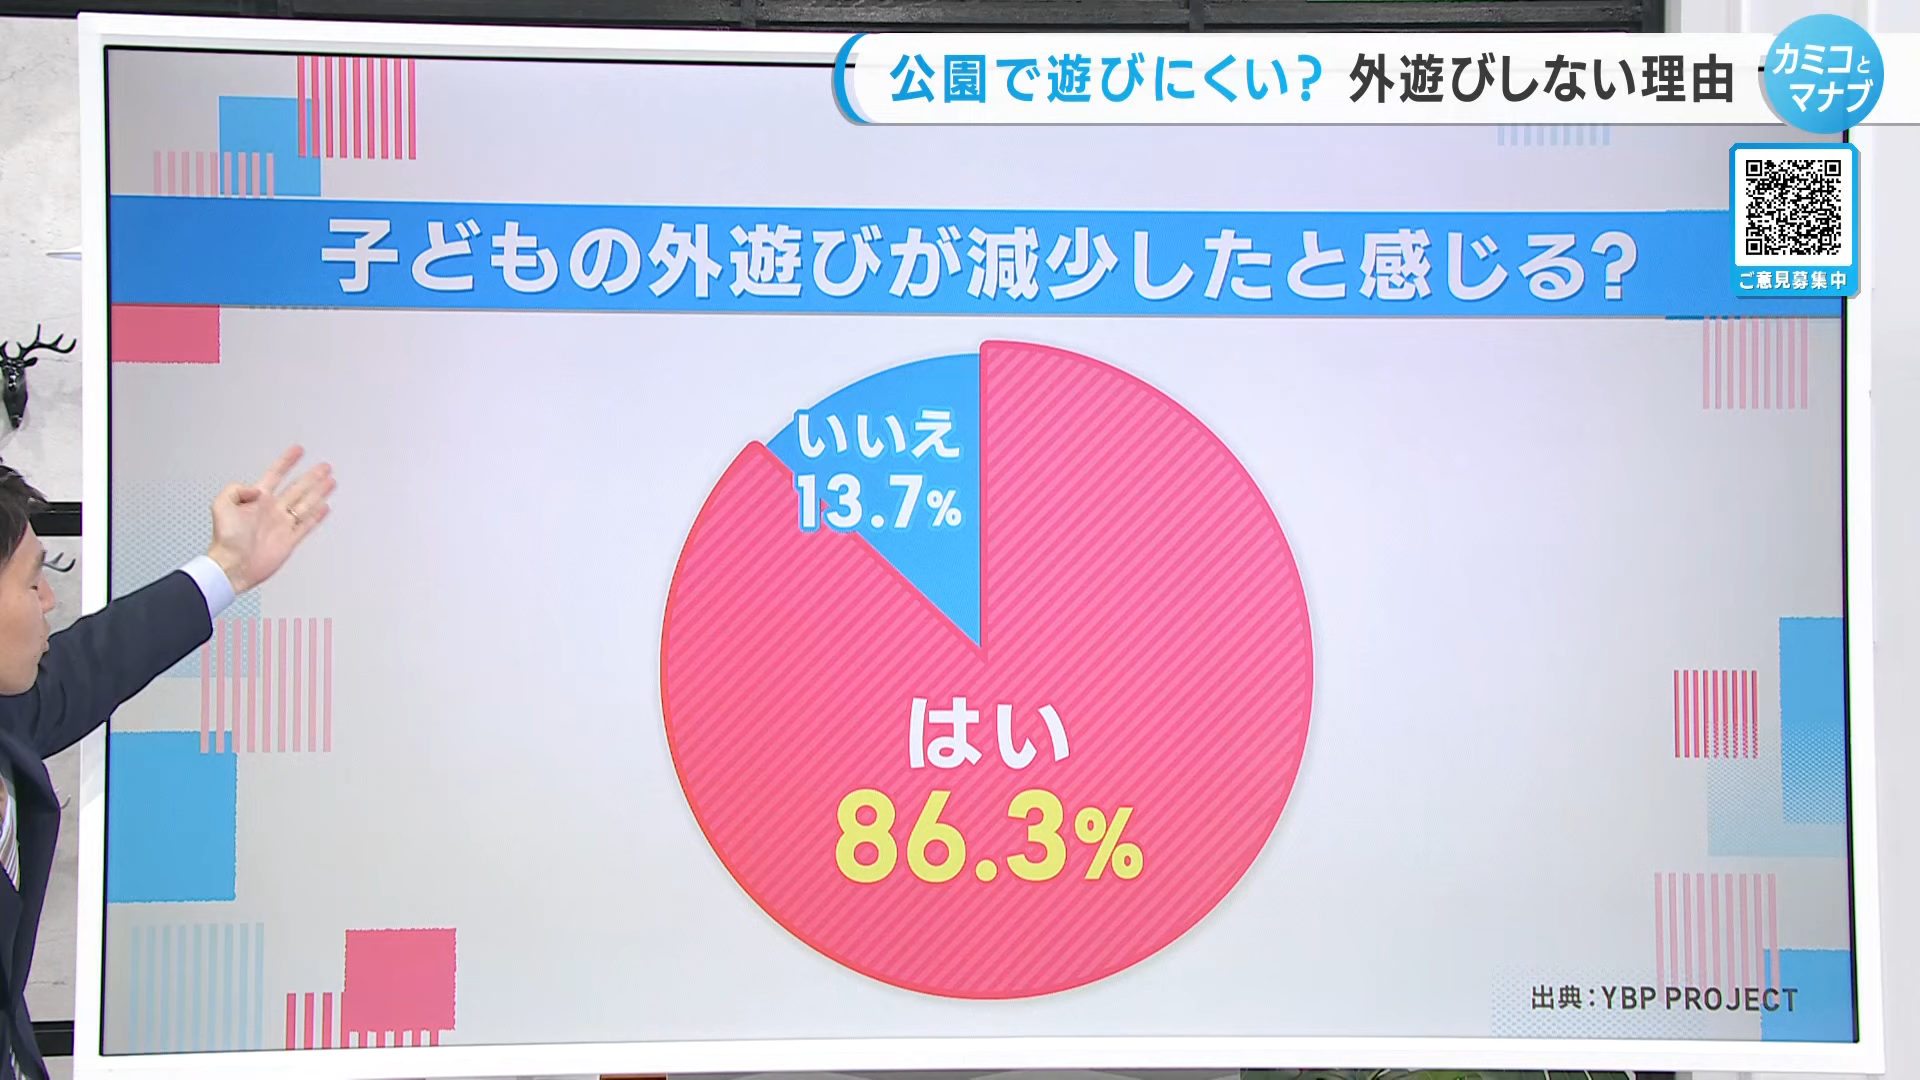 公園で遊びにくい? 外遊びしない理由
カミコと
マナブ
ご意見募集中
子どもの外遊びが減少したと感じる?
いいえ
13.7%
はい
86.3%
出典:YBP PROJECT